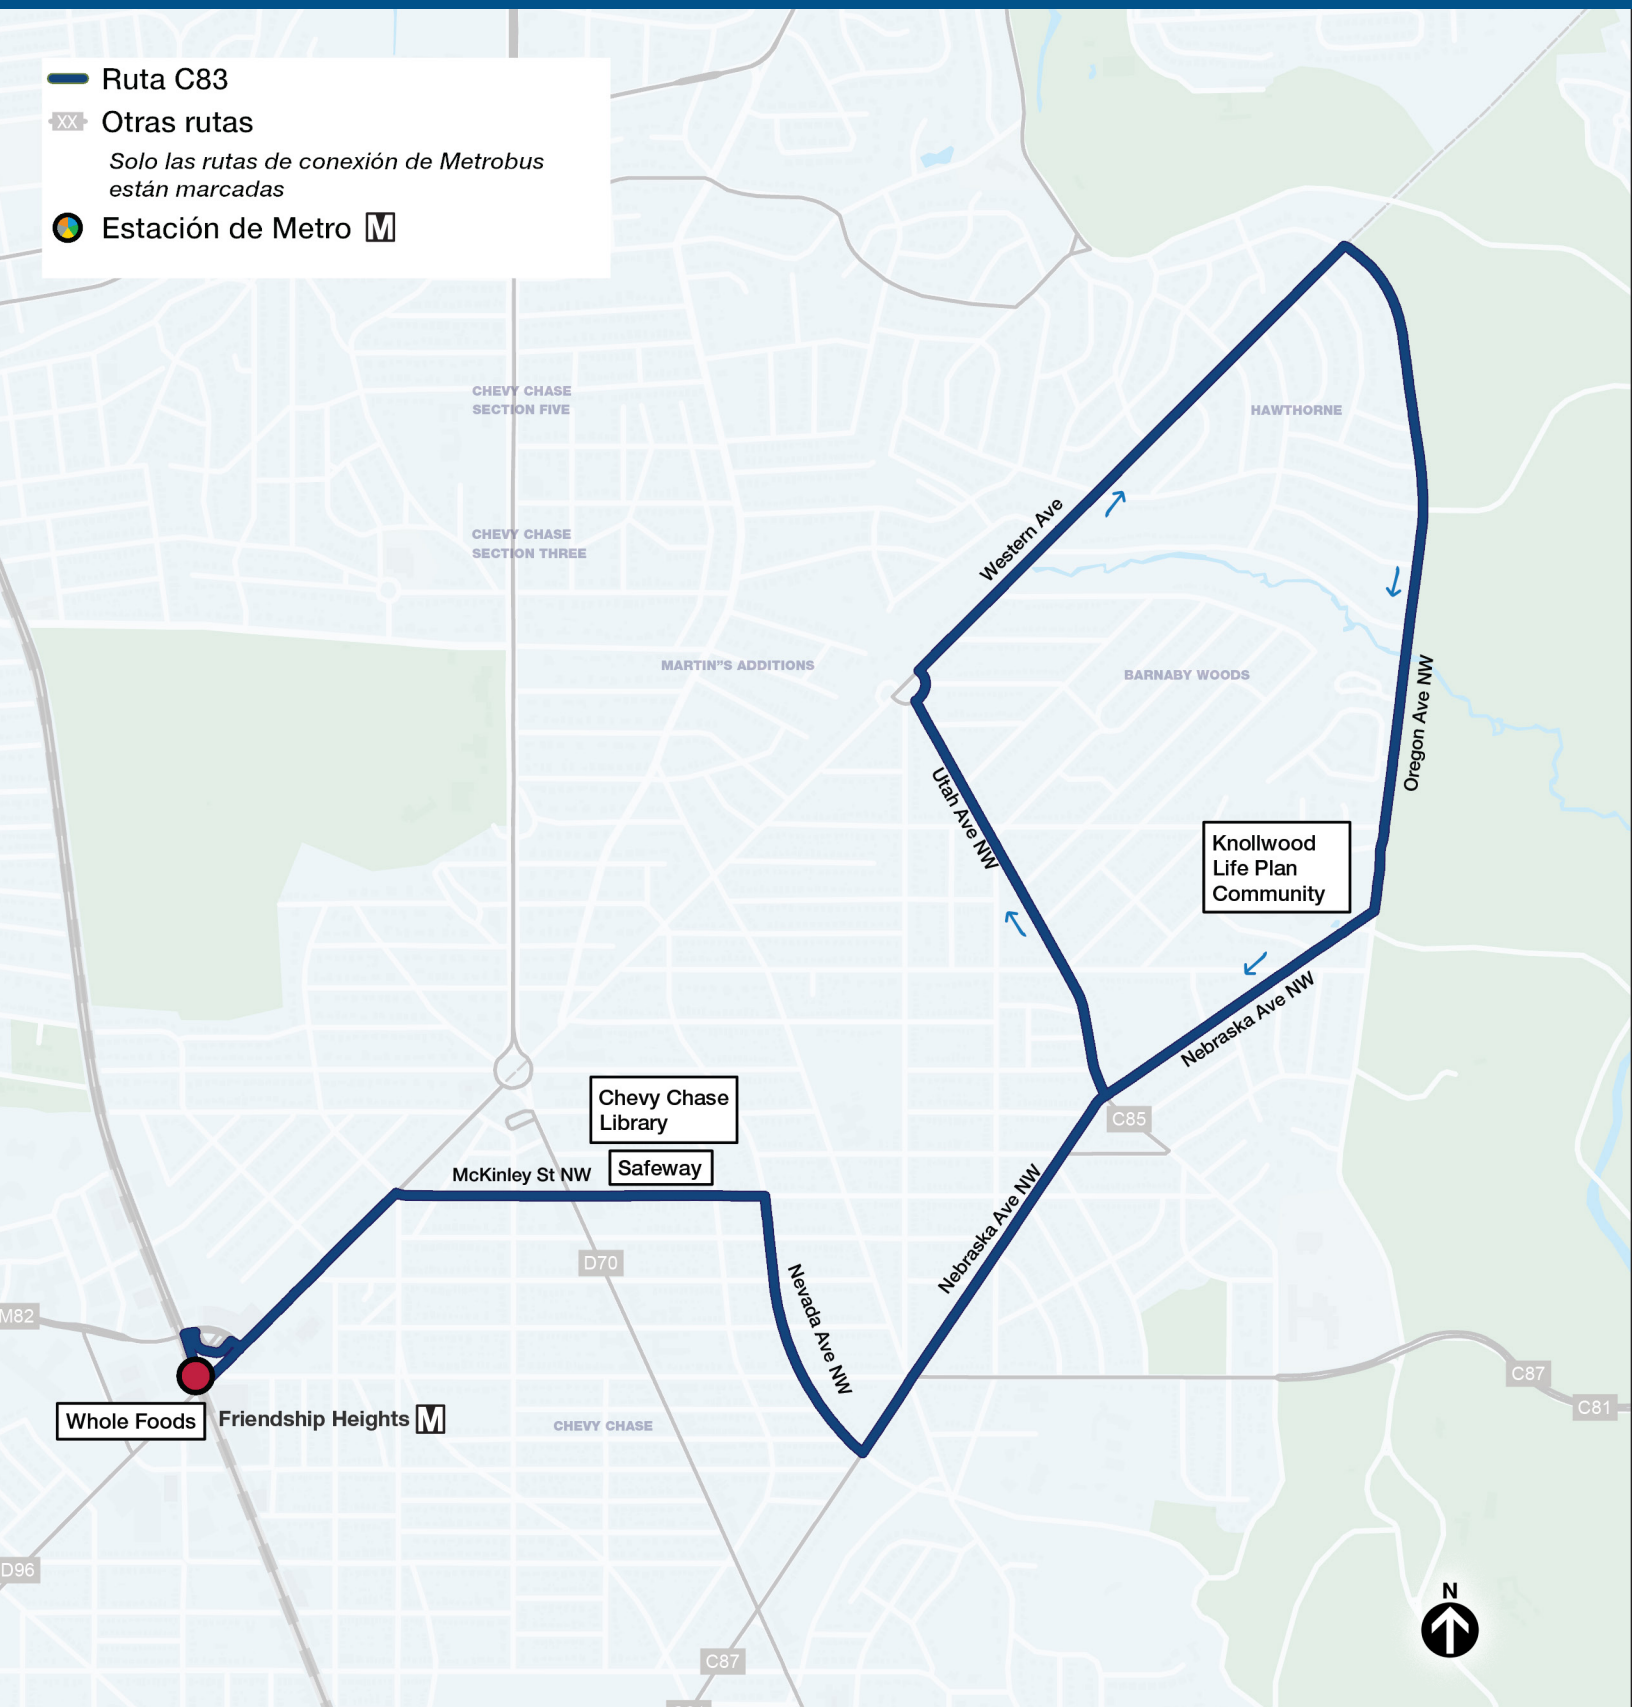 Ruta C83
XX
Otras rutas
Solo las rutas de conexión de Metrobus
están marcadas
Estación de Metro M
CHEVY CHASE
SECTION FIVE
HAWTHORNE
CHEVY CHASE
SECTION THREE
Western Ave
MARTIN"S ADDITIONS
BARNABY WOODS
Oregon Ave NW
Utah Ave NW
Knollwood
Life Plan
Community
Nebraska Ave NW
Chevy Chase
Library
C85
McKinley St NW
Safeway
Nebraska Ave NW
D70
Nevada Ave NW
M82
C87
C81
Whole Foods
Friendship Heights M
CHEVY CHASE
D96
N
C87